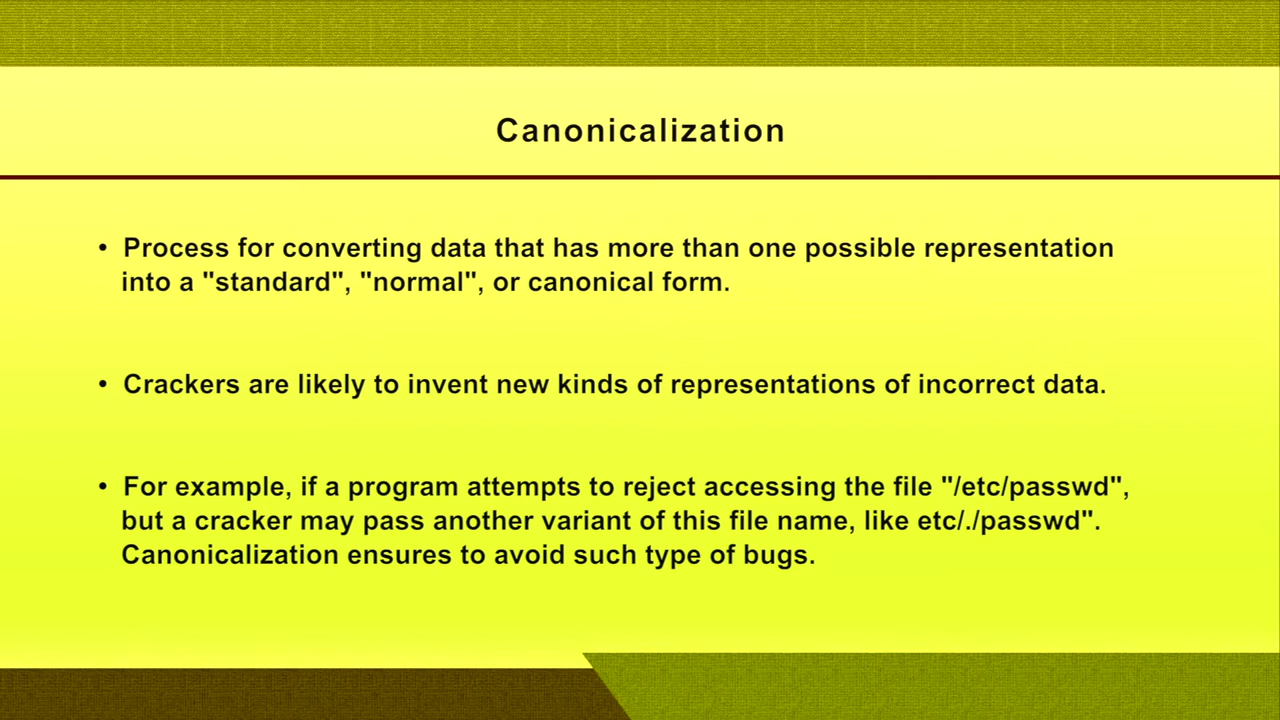 Canonicalization
• Process for converting data that has more than one possible representation
into a "standard", "normal", or canonical form.
• Crackers are likely to invent new kinds of representations of incorrect data.
• For example, if a program attempts to reject accessing the file "/etc/passwd",
but a cracker may pass another variant of this file name, like etc/./passwd".
Canonicalization ensures to avoid such type of bugs.